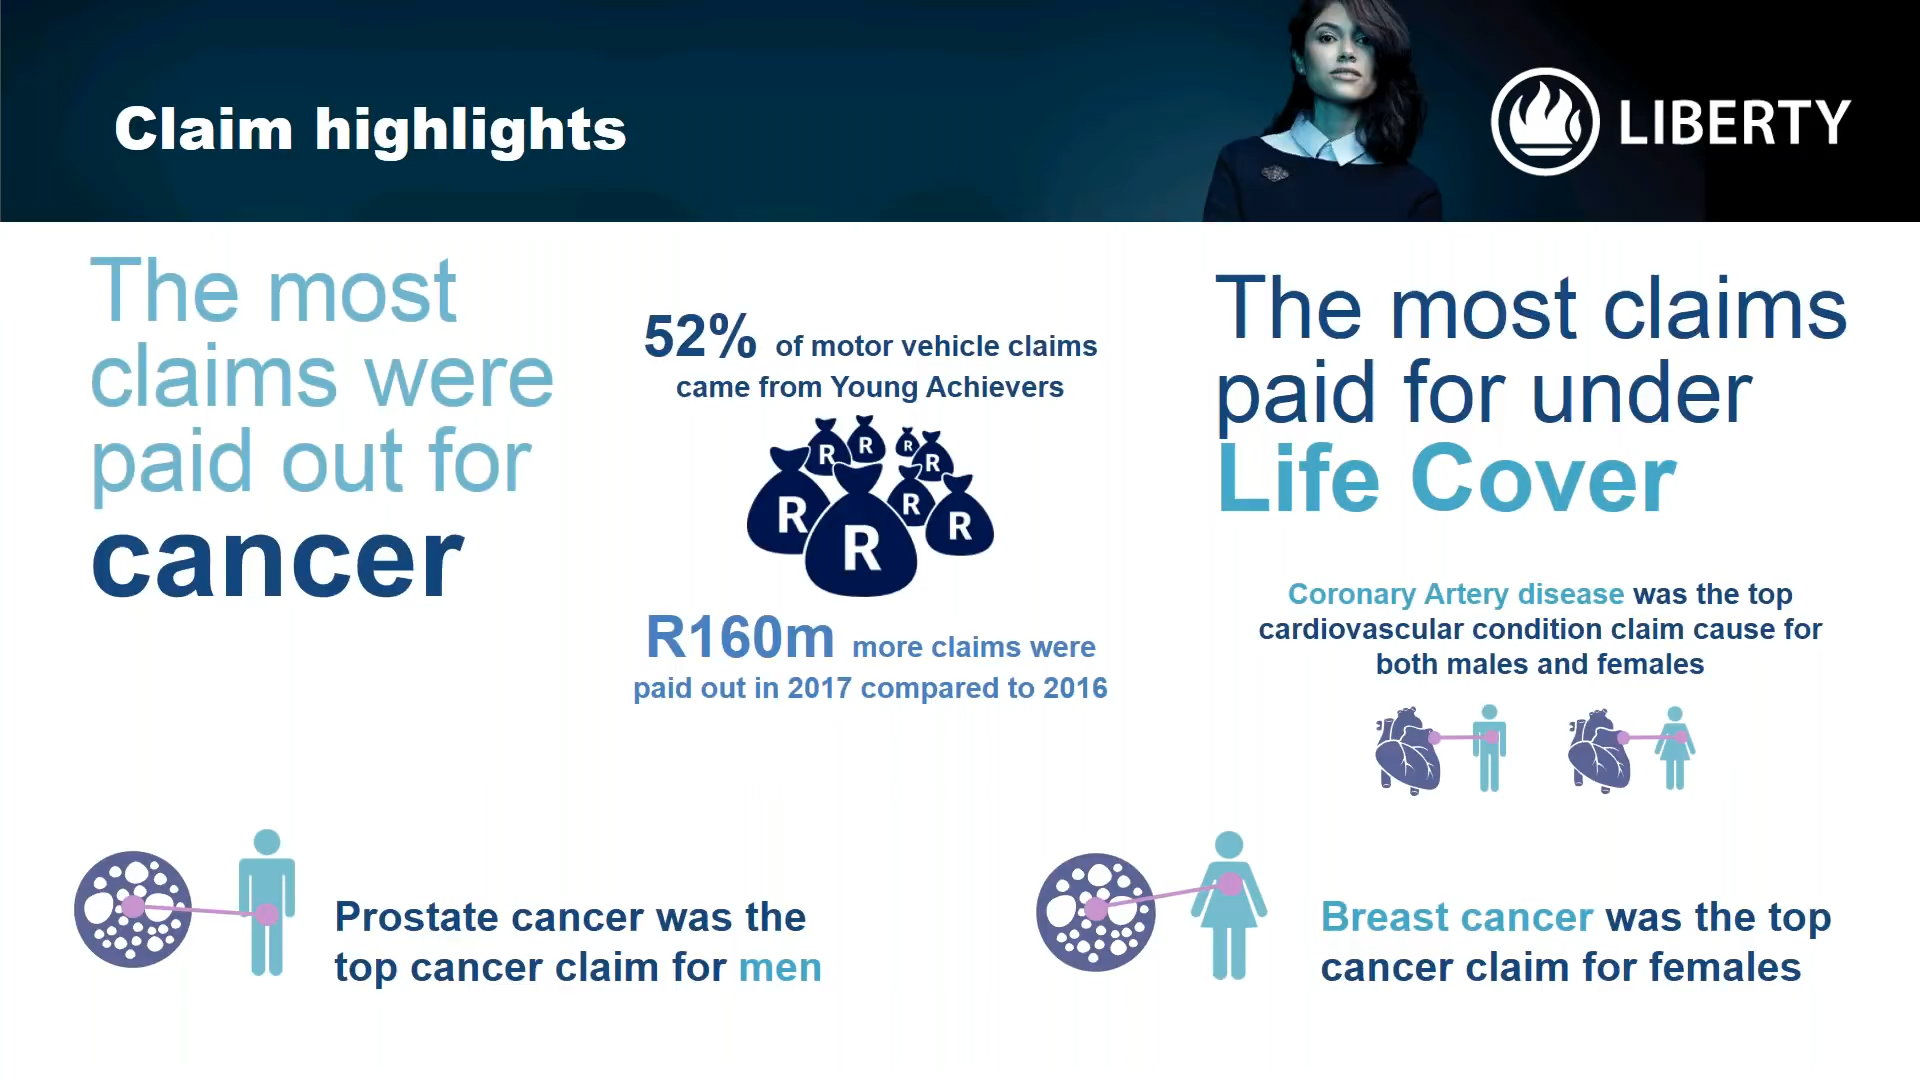 Claim highlights
LIBERTY
The most
claims were
paid out for
cancer
52% of motor vehicle claims
came from Young Achievers
R R R R R R R R
R160m more claims were
paid out in 2017 compared to 2016
The most claims
paid for under
Life Cover
Coronary Artery disease was the top
cardiovascular condition claim cause for
both males and females
Prostate cancer was the
top cancer claim for men
Breast cancer was the top
cancer claim for females